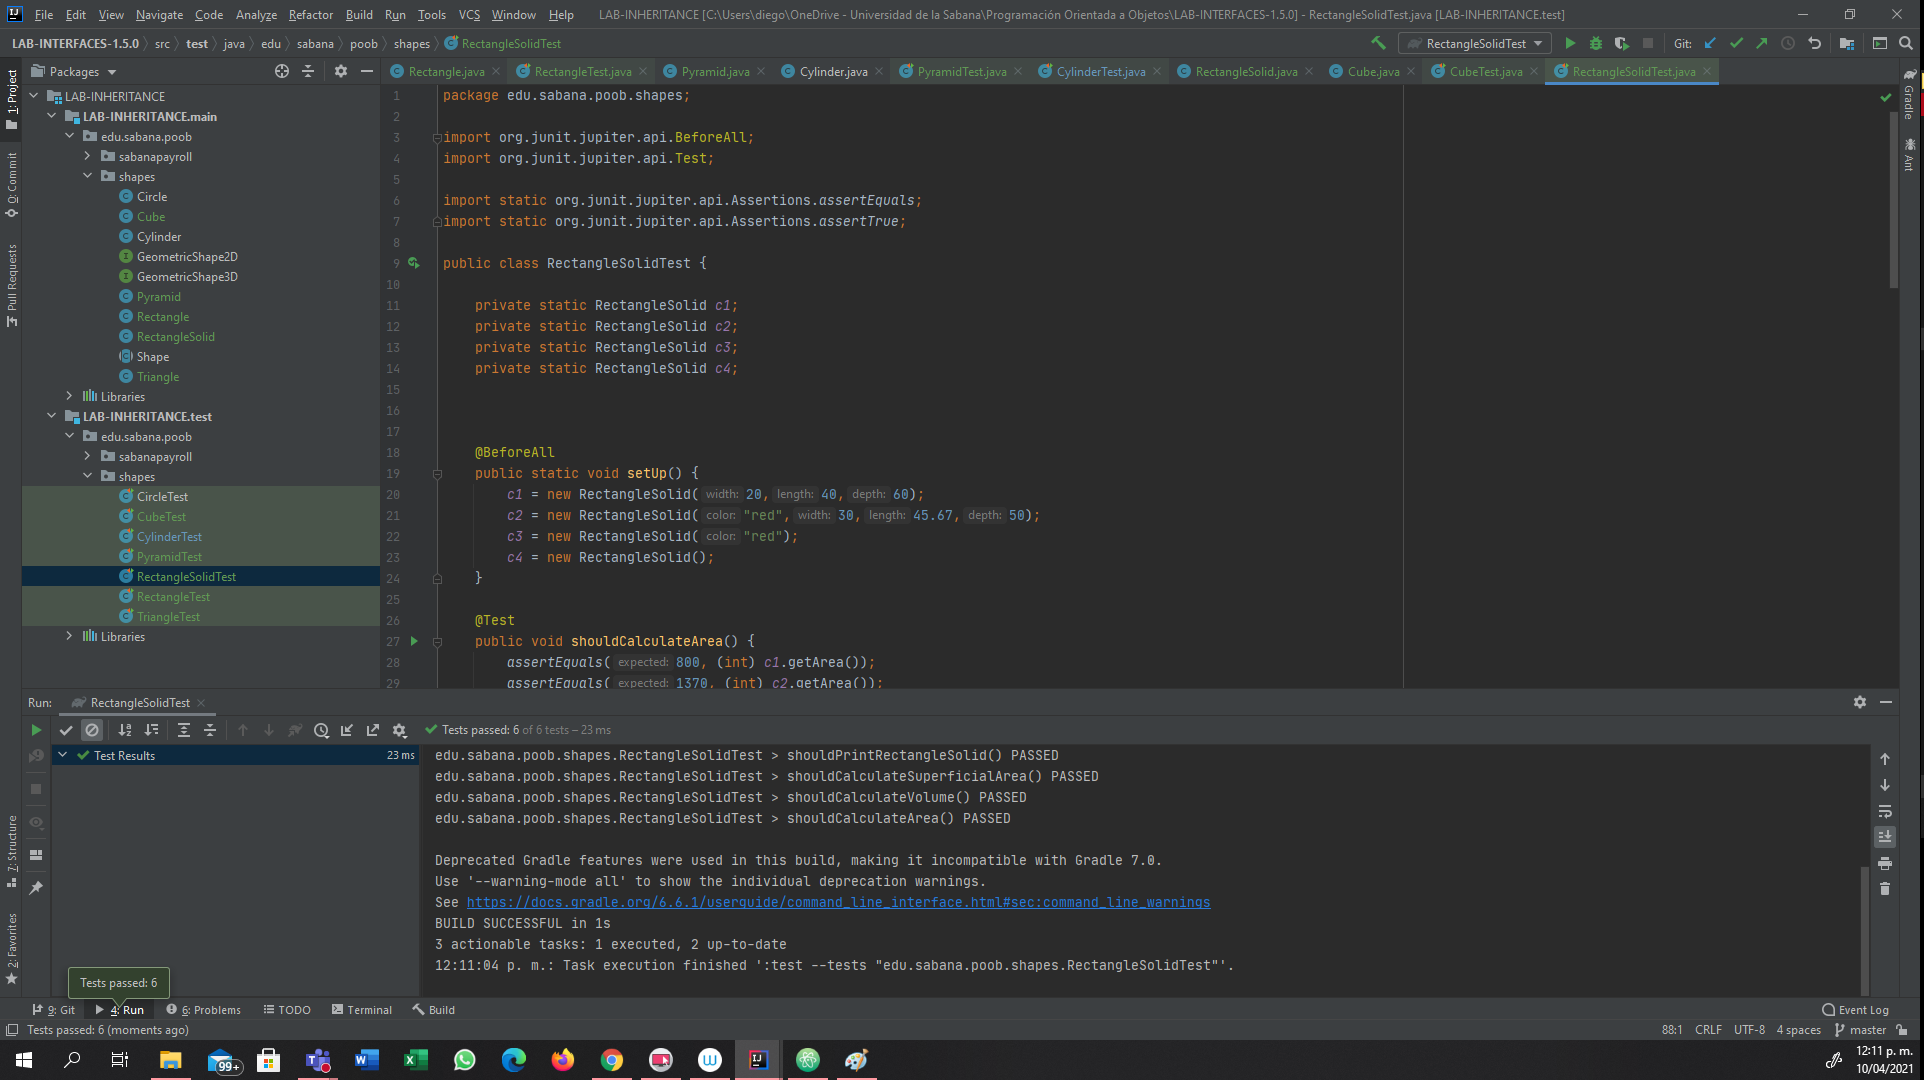 File Edit View Navigate Code Analyze Refactor Build Run Tools VCS Window Help LAB-INHERITANCE [C:\Users\diego\OneDrive - Universidad de la Sabana\Programación Orientada a Objetos\LAB-INTERFACES-1.5.0] - RectangleSolidTest.java [LAB-INHERITANCE.test]
LAB-INTERFACES-1.5.0 src test java edu sabana poob shapes RectangleSolidTest RectangleSolidTest Git:
Packages
Rectangle.java RectangleTest.java Pyramid.java Cylinder.java PyramidTest.java CylinderTest.java RectangleSolid.java Cube.java CubeTest.java RectangleSolidTest.java
1: Project
0: Commit
Pull Requests
7: Structure
2: Favorites
Gradle
Ant
LAB-INHERITANCE
LAB-INHERITANCE.main
edu.sabana.poob
sabanapayroll
shapes
Circle
Cube
Cylinder
GeometricShape2D
GeometricShape3D
Pyramid
Rectangle
RectangleSolid
Shape
Triangle
Libraries
LAB-INHERITANCE.test
edu.sabana.poob
sabanapayroll
shapes
CircleTest
CubeTest
CylinderTest
PyramidTest
RectangleSolidTest
RectangleTest
TriangleTest
Libraries
1 package edu.sabana.poob.shapes;
2
3 import org.junit.jupiter.api.BeforeAll;
4 import org.junit.jupiter.api.Test;
5
6 import static org.junit.jupiter.api.Assertions.assertEquals;
7 import static org.junit.jupiter.api.Assertions.assertTrue;
8
9 public class RectangleSolidTest {
10
11 private static RectangleSolid c1;
12 private static RectangleSolid c2;
13 private static RectangleSolid c3;
14 private static RectangleSolid c4;
15
16
17
18 @BeforeAll
19 public static void setUp() {
20 c1 = new RectangleSolid( width: 20, length: 40, depth: 60);
21 c2 = new RectangleSolid( color: "red", width: 30, length: 45.67, depth: 50);
22 c3 = new RectangleSolid( color: "red");
23 c4 = new RectangleSolid();
24 }
25
26 @Test
27 public void shouldCalculateArea() {
28 assertEquals( expected: 800, (int) c1.getArea());
29 assertEquals( expected: 1370, (int) c2.getArea());
Run: RectangleSolidTest
Tests passed: 6 of 6 tests – 23 ms
Test Results 23 ms
edu.sabana.poob.shapes.RectangleSolidTest > shouldPrintRectangleSolid() PASSED
edu.sabana.poob.shapes.RectangleSolidTest > shouldCalculateSuperficialArea() PASSED
edu.sabana.poob.shapes.RectangleSolidTest > shouldCalculateVolume() PASSED
edu.sabana.poob.shapes.RectangleSolidTest > shouldCalculateArea() PASSED
Deprecated Gradle features were used in this build, making it incompatible with Gradle 7.0.
Use '--warning-mode all' to show the individual deprecation warnings.
See https://docs.gradle.org/6.6.1/userguide/command_line_interface.html#sec:command_line_warnings
BUILD SUCCESSFUL in 1s
3 actionable tasks: 1 executed, 2 up-to-date
12:11:04 p. m.: Task execution finished ':test --tests "edu.sabana.poob.shapes.RectangleSolidTest"'.
Tests passed: 6
9: Git 4: Run 6: Problems TODO Terminal Build Event Log
Tests passed: 6 (moments ago) 88:1 CRLF UTF-8 4 spaces master
99+
12:11 p. m.
10/04/2021